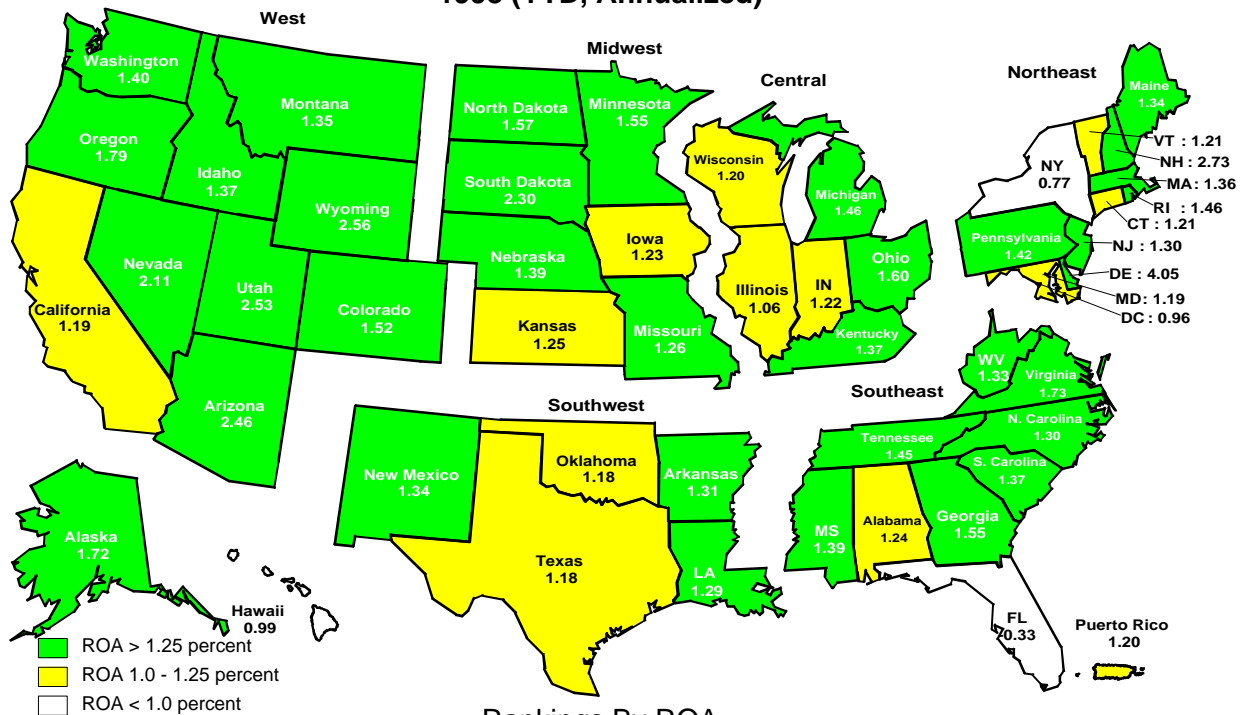 West
Midwest
Central
Northeast
Washington
1.40
Montana
1.35
Oregon
1.79
Idaho
1.37
Wyoming
2.56
California
1.19
Nevada
2.11
Utah
2.53
Colorado
1.52
Arizona
2.46
Alaska
1.72
Hawaii
0.99
North Dakota
1.57
Minnesota
1.55
South Dakota
2.30
Nebraska
1.39
Iowa
1.23
Kansas
1.25
Missouri
1.26
Wisconsin
1.20
Michigan
1.46
Illinois
1.06
IN
1.22
Ohio
1.60
Kentucky
1.37
Maine
1.34
NY
0.77
VT : 1.21
NH : 2.73
MA : 1.36
RI : 1.46
CT : 1.21
Pennsylvania
1.42
NJ : 1.30
DE : 4.05
MD: 1.19
DC : 0.96
Southwest
New Mexico
1.34
Oklahoma
1.18
Texas
1.18
Arkansas
1.31
LA
1.29
Southeast
WV
1.33
Virginia
1.73
Tennessee
1.45
N. Carolina
1.30
S. Carolina
1.37
MS
1.39
Alabama
1.24
Georgia
1.55
FL
0.33
Puerto Rico
1.20
ROA > 1.25 percent
ROA 1.0 - 1.25 percent
ROA < 1.0 percent